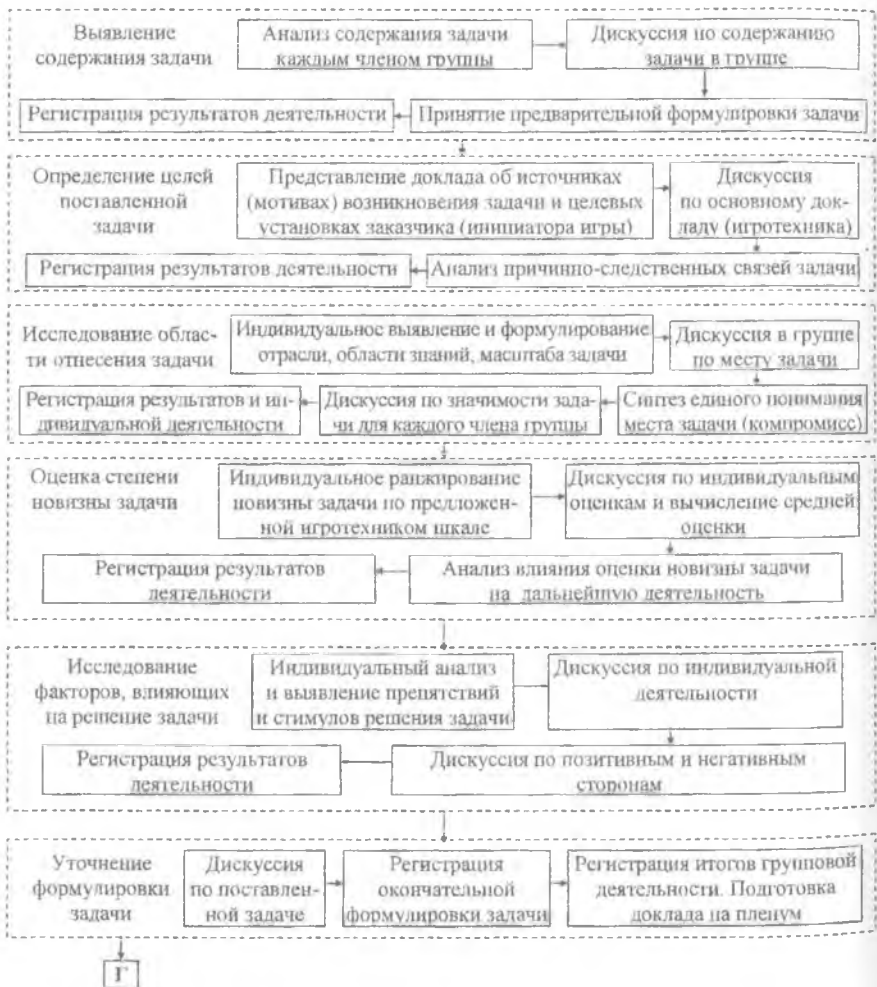 Выявление
содержания задачи
Анализ содержания задачи
каждым членом группы
Дискуссия по содержанию
задачи в группе
Принятие предварительной формулировки задачи
Регистрация результатов деятельности
Определение целей
поставленной
задачи
Представление доклада об источниках
(мотивах) возникновения задачи и целевых
установках заказчика (инициатора игры)
Дискуссия
по основному док-
ладу (игротехника)
Анализ причинно-следственных связей задачи
Регистрация результатов деятельности
Исследование облас-
ти отнесения задачи
Индивидуальное выявление и формулирование
отрасли, области знаний, масштаба задачи
Дискуссия в группе
по месту задачи
Синтез единого понимания
места задачи (компромисс)
Дискуссия по значимости зада-
чи для каждого члена группы
Регистрация результатов и ин-
дивидуальной деятельности
Оценка степени
новизны задачи
Индивидуальное ранжирование
новизны задачи по предложен-
ной игротехником шкале
Дискуссия по индивидуальным
оценкам и вычисление средней
оценки
Анализ влияния оценки новизны задачи
на дальнейшую деятельность
Регистрация результатов
деятельности
Исследование
факторов, влияющих
на решение задачи
Индивидуальный анализ
и выявление препятствий
и стимулов решения задачи
Дискуссия по индивидуальной
деятельности
Дискуссия по позитивным и негативным
сторонам
Регистрация результатов
деятельности
Уточнение
формулировки
задачи
Дискуссия
по поставлен-
ной задаче
Регистрация
окончательной
формулировки задачи
Регистрация итогов групповой
деятельности. Подготовка
доклада на пленум
Г